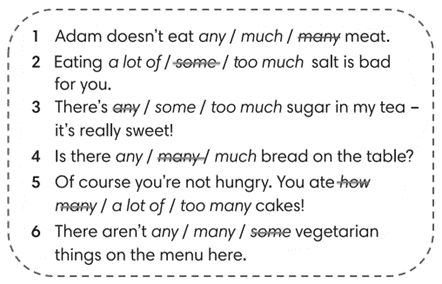 1 Adam doesn't eat any / much / many meat.
2 Eating a lot of / some / too much salt is bad
for you.
3 There's any / some / too much sugar in my tea –
it's really sweet!
4 Is there any / many / much bread on the table?
5 Of course you're not hungry. You ate how
many / a lot of / too many cakes!
6 There aren't any / many / some vegetarian
things on the menu here.